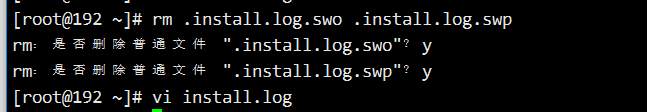 [root@192 ~]# rm .install.log.swo .install.log.swp
rm：是否删除普通文件 ".install.log.swo"？y
rm：是否删除普通文件 ".install.log.swp"？y
[root@192 ~]# vi install.log